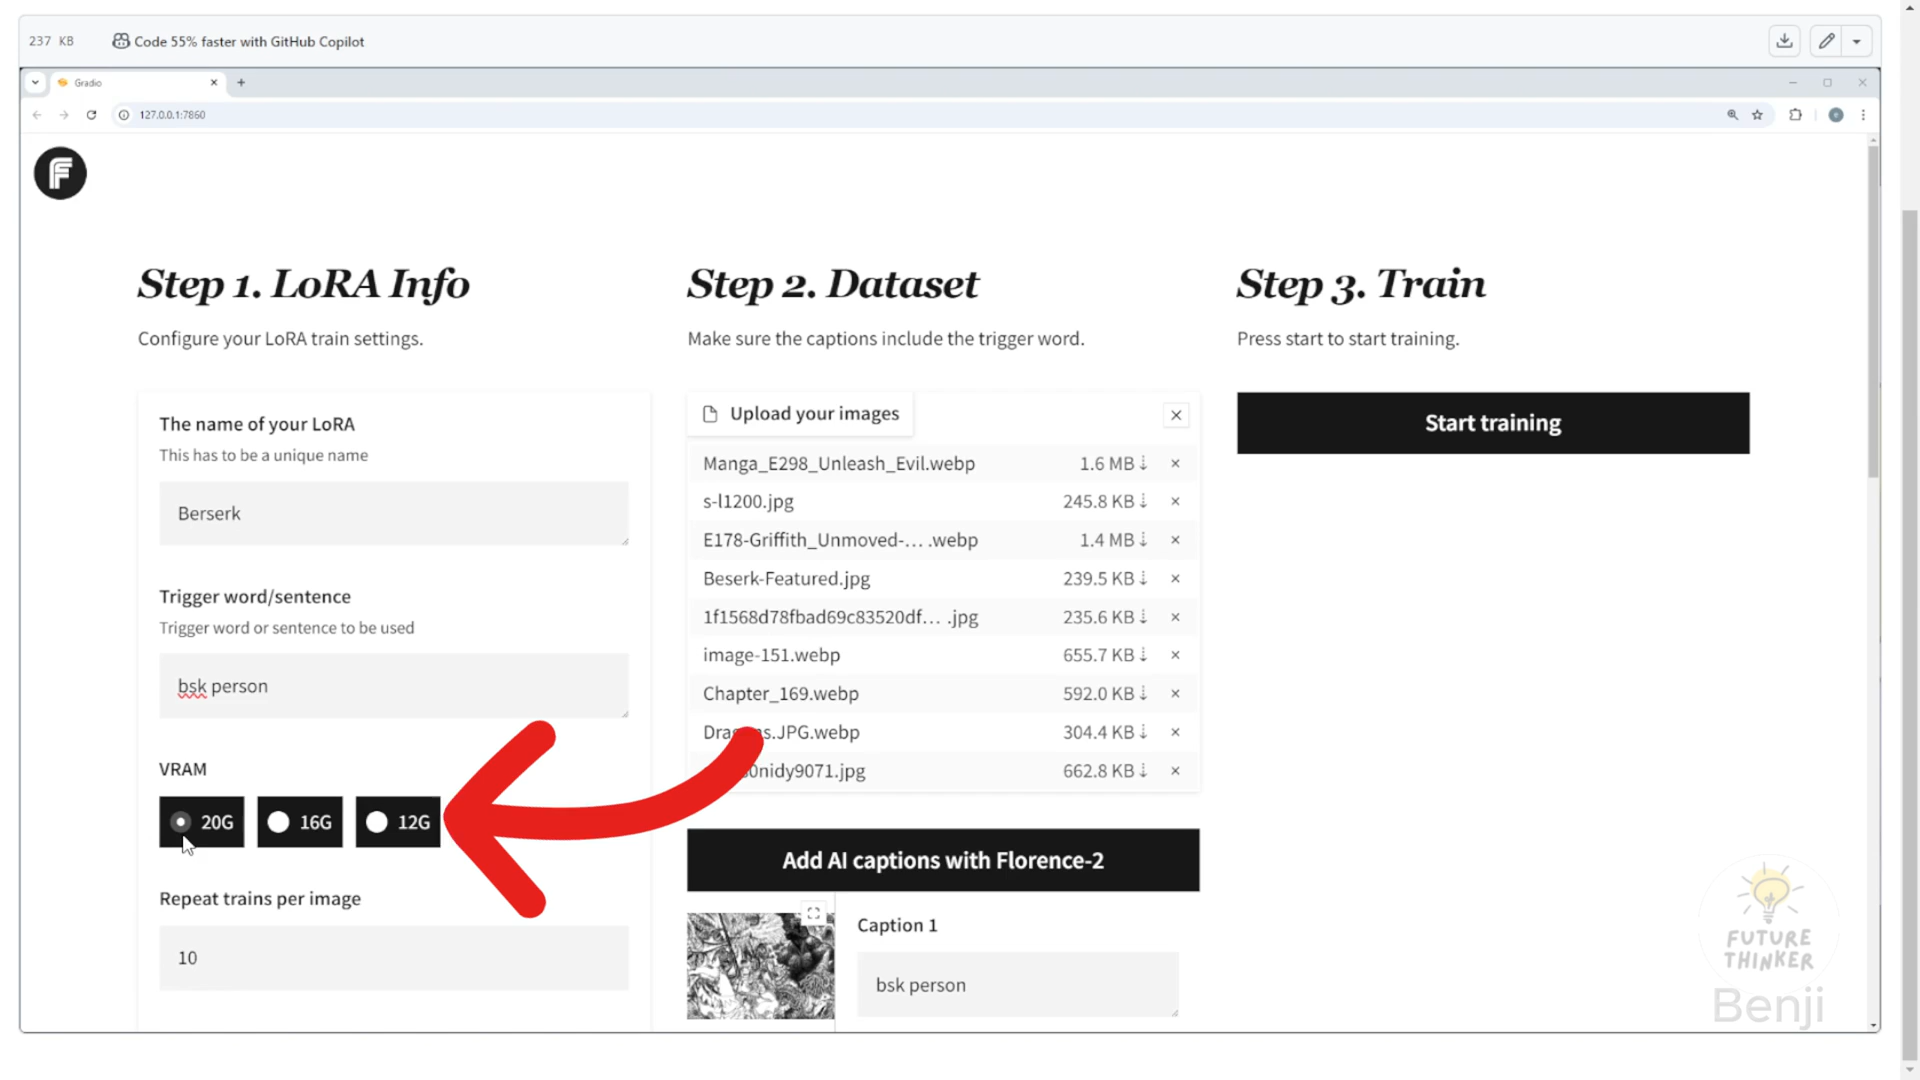 237 KB
Code 55% faster with GitHub Copilot
Gradio
127.0.0.1:7860
F
Step 1. LoRA Info
Configure your LoRA train settings.
The name of your LoRA
This has to be a unique name
Berserk
Trigger word/sentence
Trigger word or sentence to be used
bsk person
VRAM
20G
16G
12G
Repeat trains per image
10
Step 2. Dataset
Make sure the captions include the trigger word.
Upload your images
Manga_E298_Unleash_Evil.webp 1.6 MB
s-l1200.jpg 245.8 KB
E178-Griffith_Unmoved-... .webp 1.4 MB
Beserk-Featured.jpg 239.5 KB
1f1568d78fbad69c83520df... .jpg 235.6 KB
image-151.webp 655.7 KB
Chapter_169.webp 592.0 KB
.JPG.webp 304.4 KB
0nidy9071.jpg 662.8 KB
Add AI captions with Florence-2
Caption 1
bsk person
Step 3. Train
Press start to start training.
Start training
FUTURE
THINKER
Benji